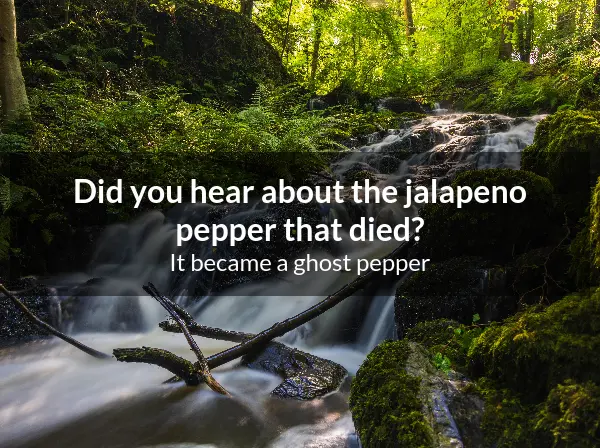 Did you hear about the jalapeno
pepper that died?
It became a ghost pepper